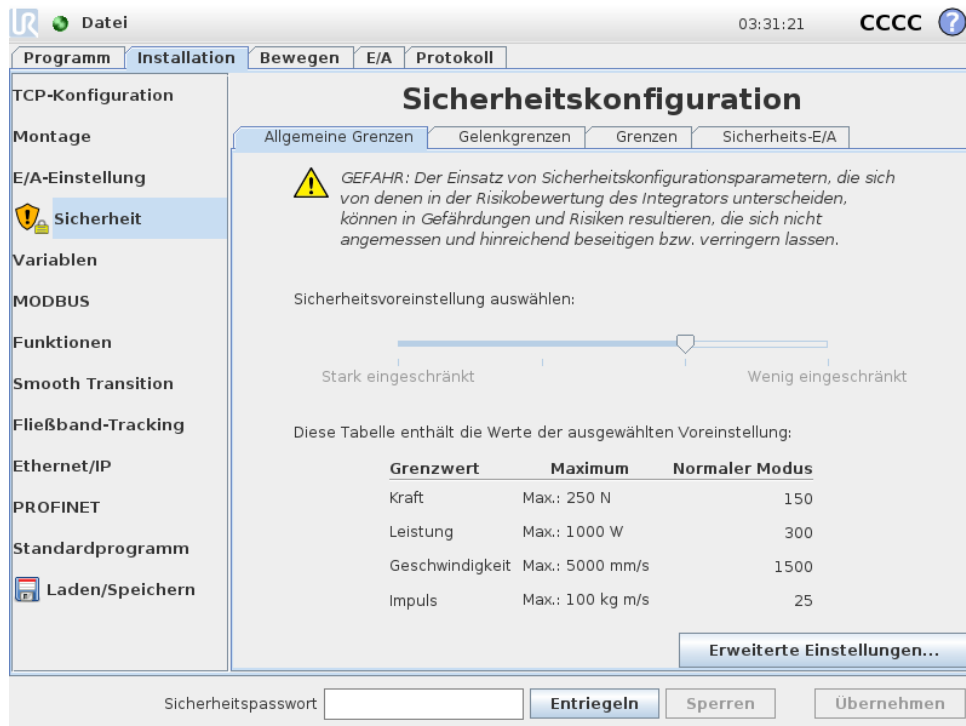 UR Datei 03:31:21 CCCC ?
Programm Installation Bewegen E/A Protokoll
TCP-Konfiguration
Montage
E/A-Einstellung
Sicherheit
Variablen
MODBUS
Funktionen
Smooth Transition
Fließband-Tracking
Ethernet/IP
PROFINET
Standardprogramm
Laden/Speichern
Sicherheitskonfiguration
Allgemeine Grenzen Gelenkgrenzen Grenzen Sicherheits-E/A
GEFAHR: Der Einsatz von Sicherheitskonfigurationsparametern, die sich
von denen in der Risikobewertung des Integrators unterscheiden,
können in Gefährdungen und Risiken resultieren, die sich nicht
angemessen und hinreichend beseitigen bzw. verringern lassen.
Sicherheitsvoreinstellung auswählen:
Stark eingeschränkt Wenig eingeschränkt
Diese Tabelle enthält die Werte der ausgewählten Voreinstellung:
Grenzwert Maximum Normaler Modus
Kraft Max.: 250 N 150
Leistung Max.: 1000 W 300
Geschwindigkeit Max.: 5000 mm/s 1500
Impuls Max.: 100 kg m/s 25
Erweiterte Einstellungen...
Sicherheitspasswort Entriegeln Sperren Übernehmen